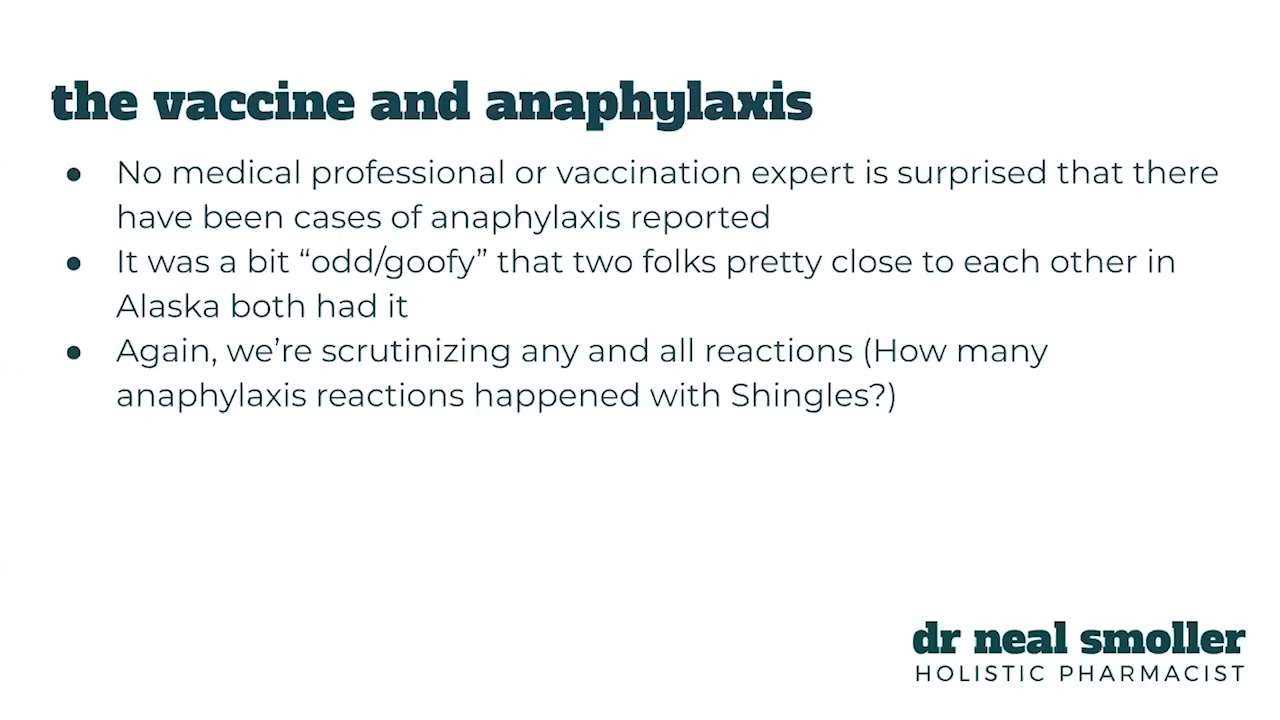 the vaccine and anaphylaxis
● No medical professional or vaccination expert is surprised that there
have been cases of anaphylaxis reported
● It was a bit “odd/goofy” that two folks pretty close to each other in
Alaska both had it
● Again, we’re scrutinizing any and all reactions (How many
anaphylaxis reactions happened with Shingles?)
dr neal smoller
HOLISTIC PHARMACIST